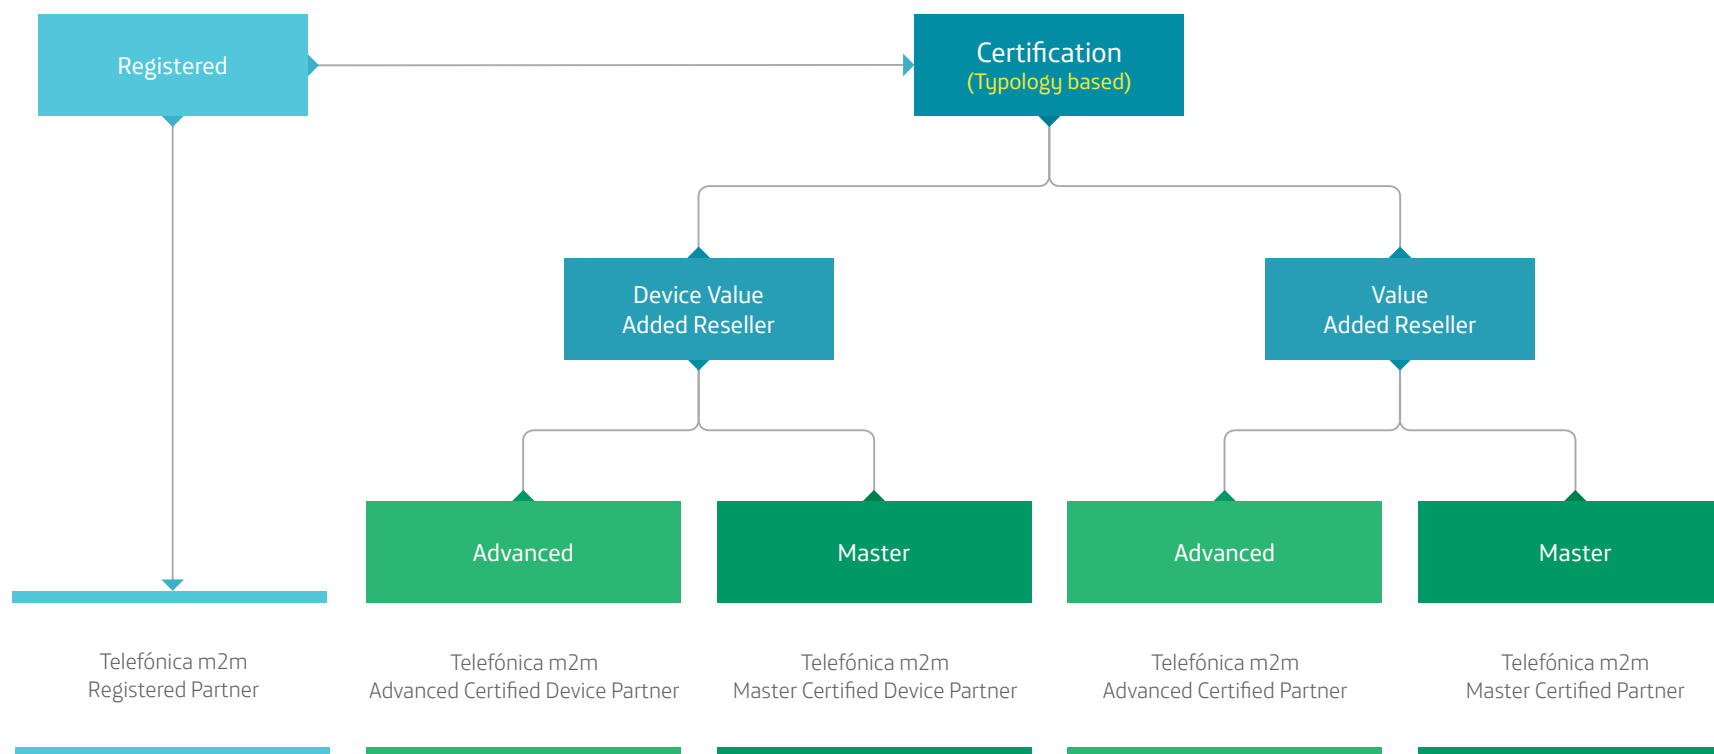 Registered
Certification
(Typology based)
Device Value
Added Reseller
Value
Added Reseller
Advanced
Master
Advanced
Master
Telefónica m2m
Registered Partner
Telefónica m2m
Advanced Certified Device Partner
Telefónica m2m
Master Certified Device Partner
Telefónica m2m
Advanced Certified Partner
Telefónica m2m
Master Certified Partner